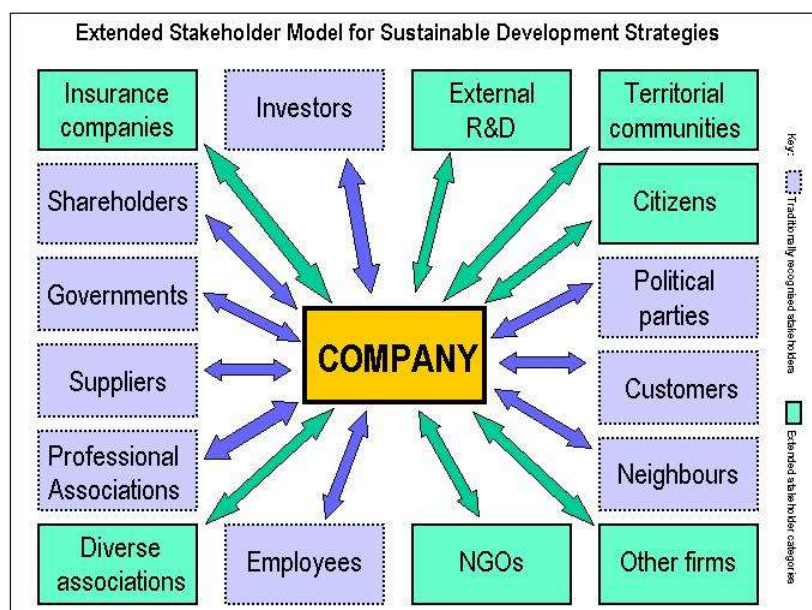 Extended Stakeholder Model for Sustainable Development Strategies
Insurance
companies
Investors
External
R&D
Territorial
communities
Shareholders
Citizens
Governments
Political
parties
COMPANY
Suppliers
Customers
Professional
Associations
Neighbours
Diverse
associations
Employees
NGOs
Other firms
Key:
Traditionally recognised stakeholders
Extended stakeholder categories